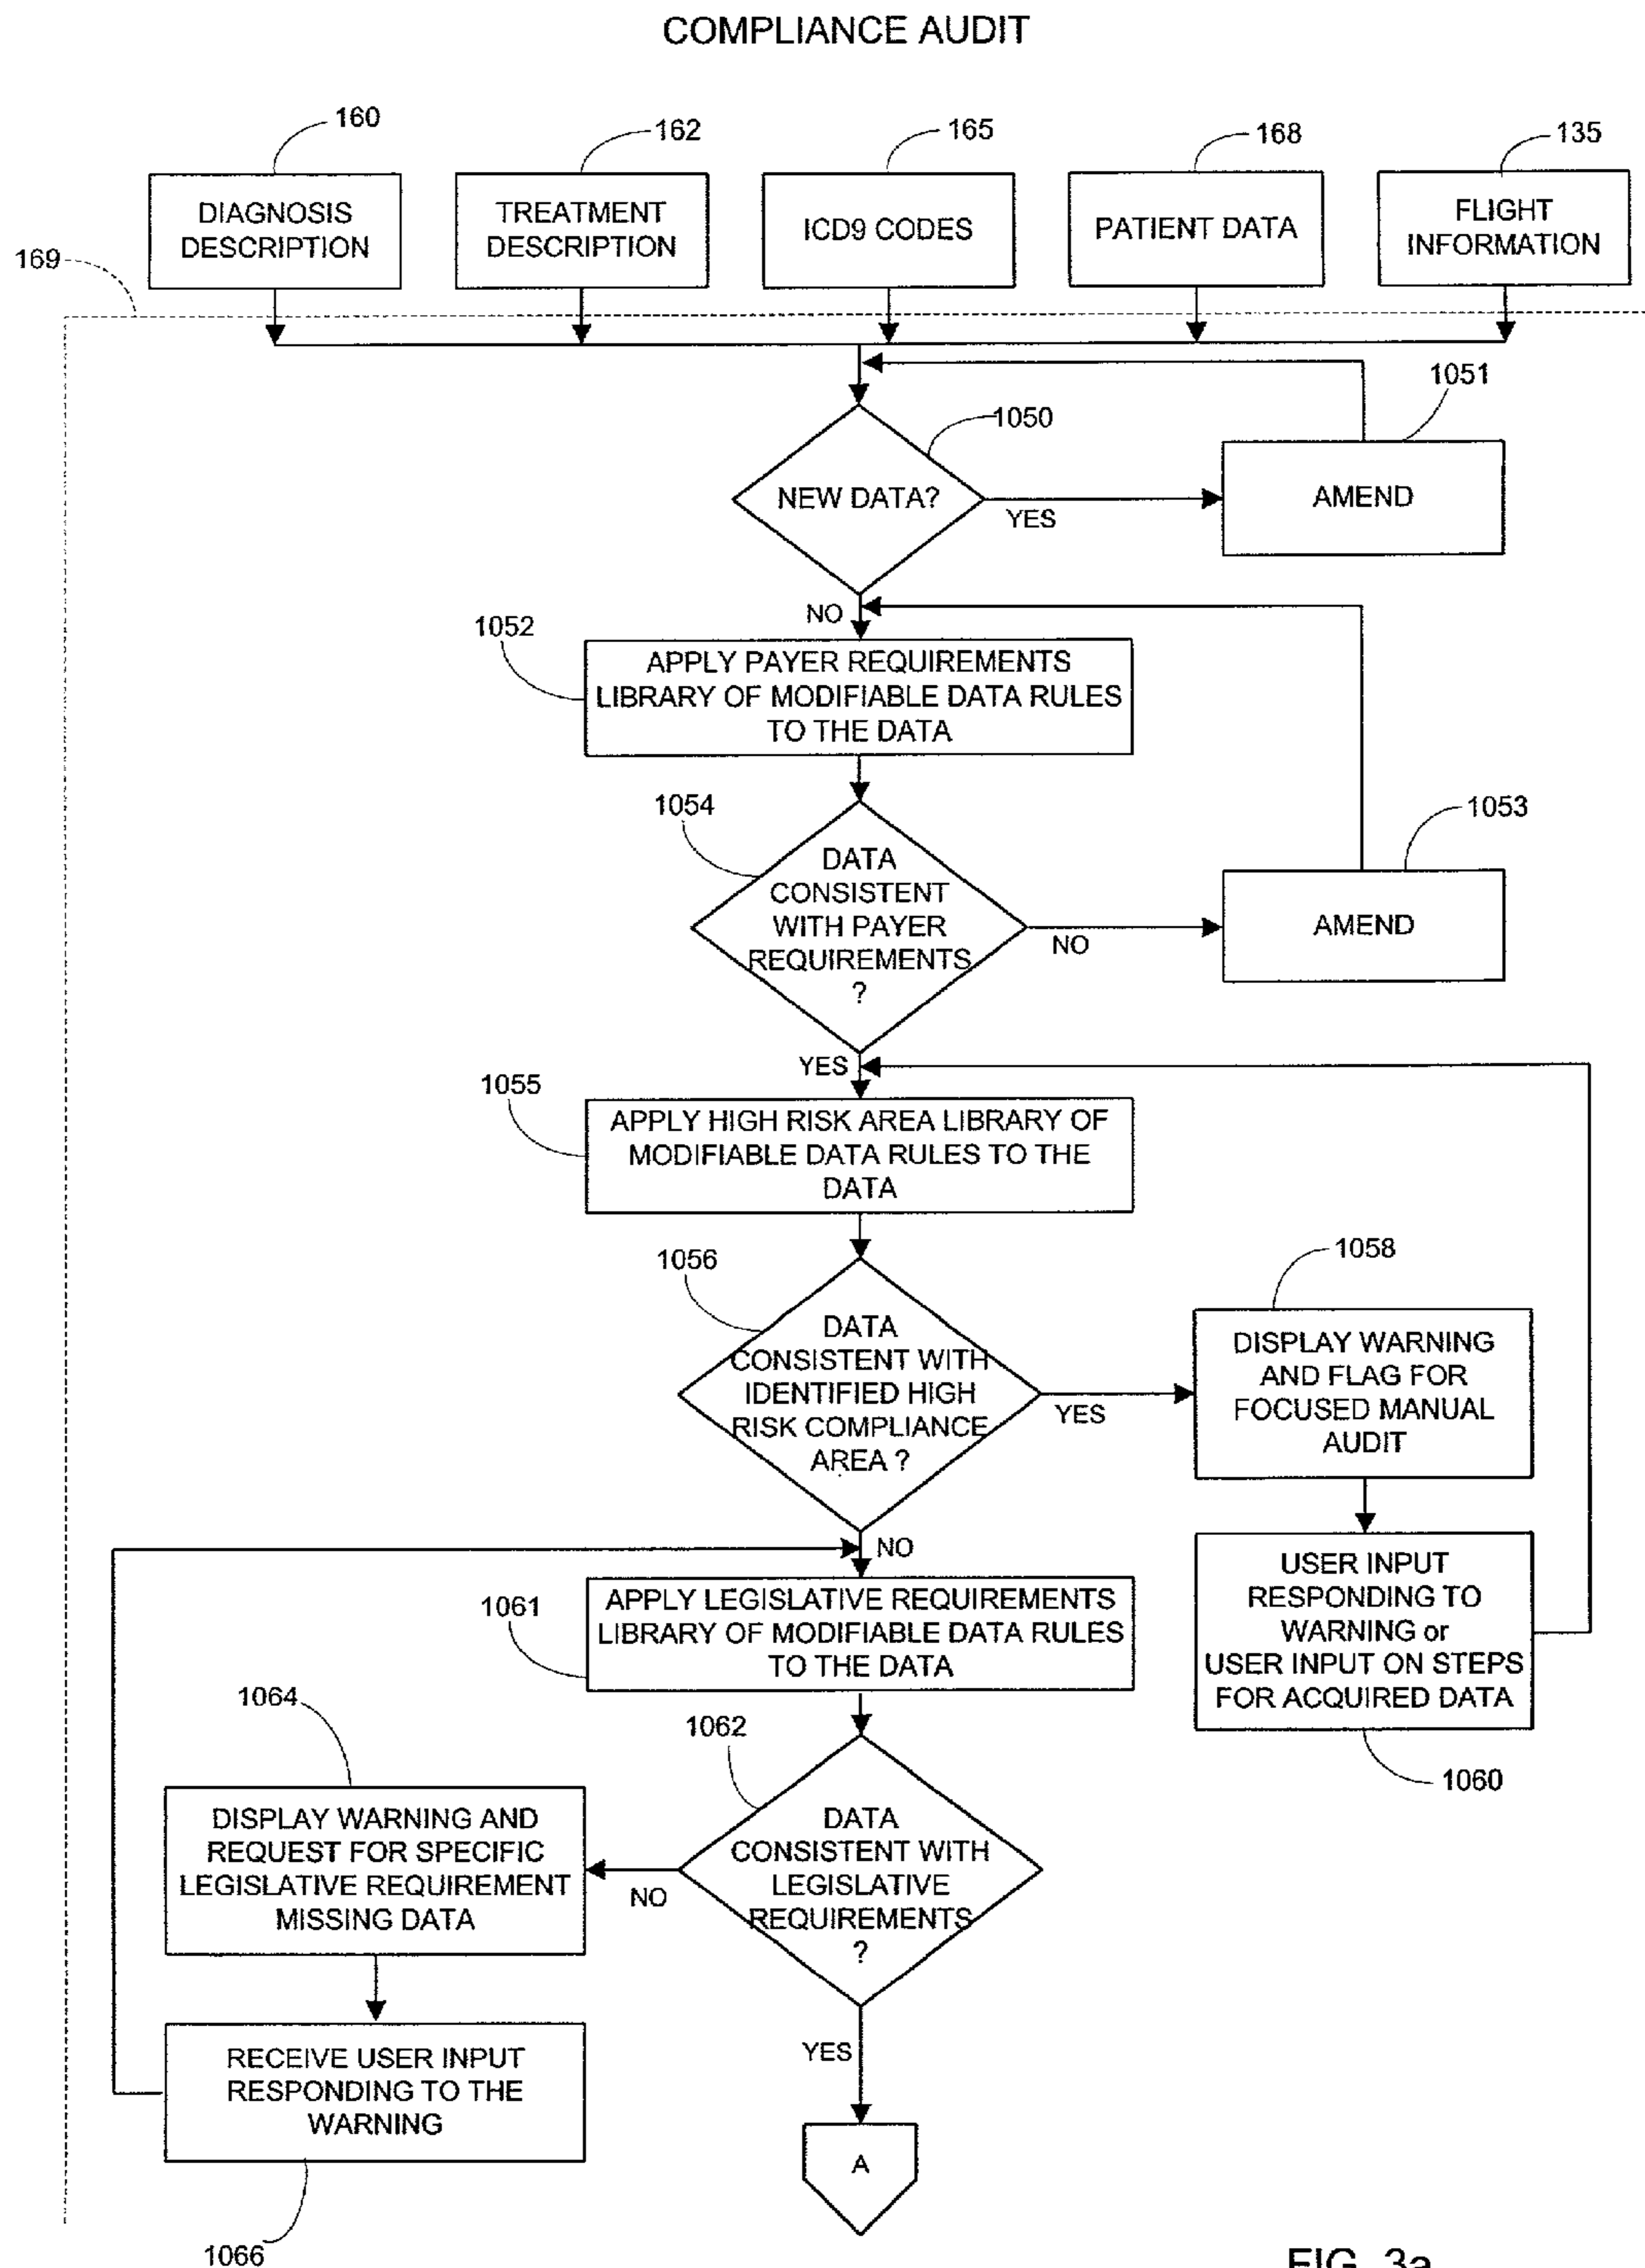 COMPLIANCE AUDIT
160
162
165
168
135
DIAGNOSIS
DESCRIPTION
TREATMENT
DESCRIPTION
ICD9 CODES
PATIENT DATA
FLIGHT
INFORMATION
169
1051
1050
NEW DATA?
YES
AMEND
NO
1052
APPLY PAYER REQUIREMENTS
LIBRARY OF MODIFIABLE DATA RULES
TO THE DATA
1054
1053
DATA
CONSISTENT
WITH PAYER
REQUIREMENTS
?
NO
AMEND
YES
1055
APPLY HIGH RISK AREA LIBRARY OF
MODIFIABLE DATA RULES TO THE
DATA
1056
1058
DATA
CONSISTENT WITH
IDENTIFIED HIGH
RISK COMPLIANCE
AREA ?
YES
DISPLAY WARNING
AND FLAG FOR
FOCUSED MANUAL
AUDIT
NO
USER INPUT
RESPONDING TO
WARNING or
USER INPUT ON STEPS
FOR ACQUIRED DATA
1060
1061
APPLY LEGISLATIVE REQUIREMENTS
LIBRARY OF MODIFIABLE DATA RULES
TO THE DATA
1064
1062
DISPLAY WARNING AND
REQUEST FOR SPECIFIC
LEGISLATIVE REQUIREMENT
MISSING DATA
NO
DATA
CONSISTENT WITH
LEGISLATIVE
REQUIREMENTS
?
YES
RECEIVE USER INPUT
RESPONDING TO THE
WARNING
1066
A
FIG. 3a